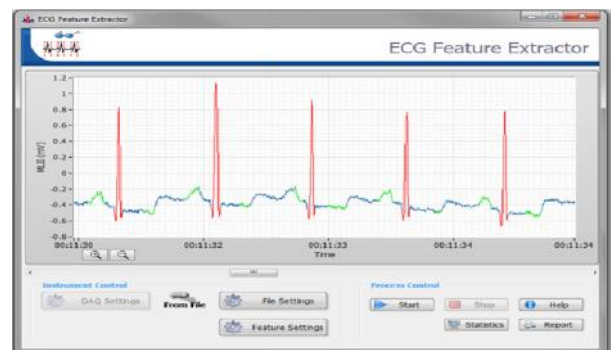 ECG Feature Extractor
ECG Feature Extractor
1.2
1
0.8
0.6
0.4
0.2
0
-0.2
-0.4
-0.6
-0.8
MLII (mV)
00:11:30 00:11:32 00:11:33 00:11:34 00:11:34
Time
Instrument Control
DAQ Settings From File File Settings
Feature Settings
Process Control
Start Stop Help
Statistics Report